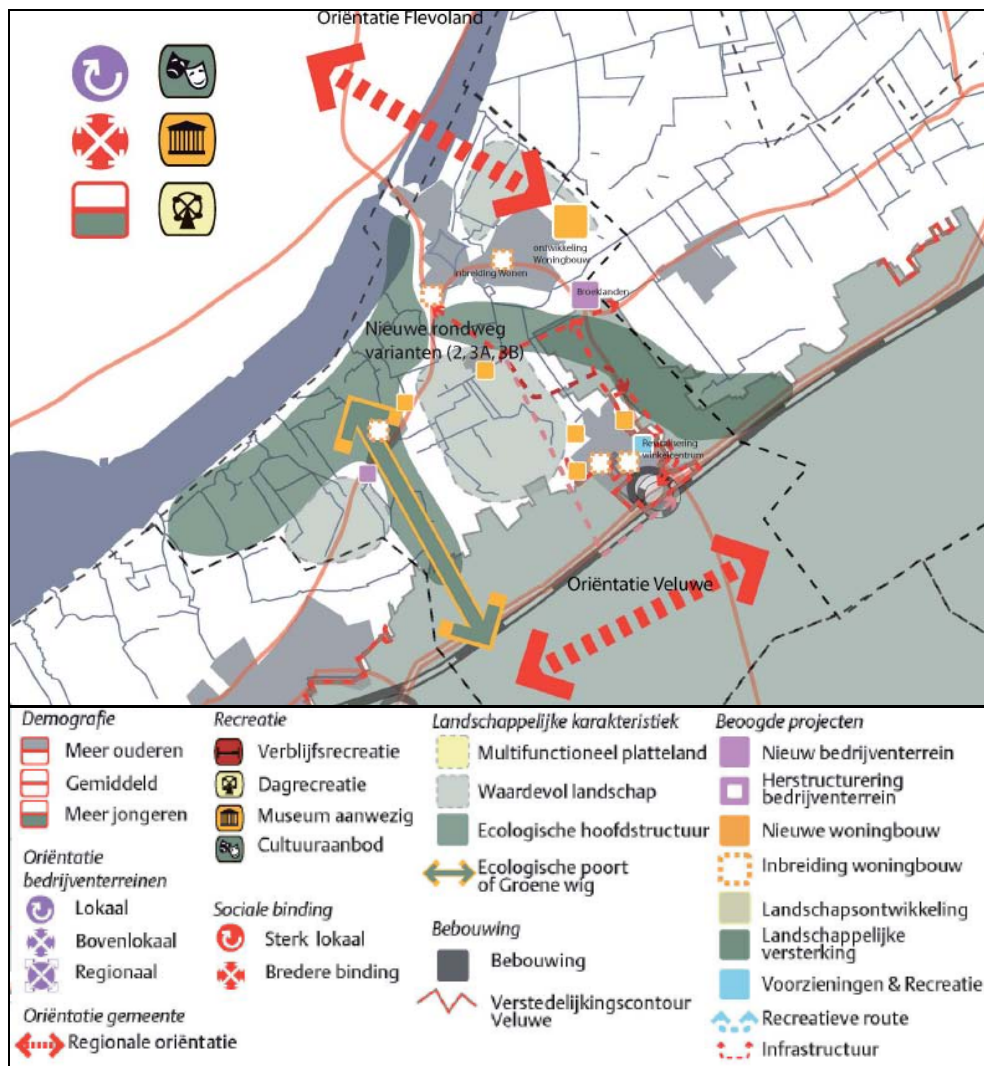 Oriëntatie Flevoland
ontwikkeling
Woningbouw
Inbreiding Wonen
Broeklanden
Nieuwe rondweg
varianten (2, 3A, 3B)
Revitalisering
winkelcentrum
Oriëntatie Veluwe
Demografie
Meer ouderen
Gemiddeld
Meer jongeren
Oriëntatie
bedrijventerreinen
Lokaal
Bovenlokaal
Regionaal
Oriëntatie gemeente
Regionale oriëntatie
Recreatie
Verblijfsrecreatie
Dagrecreatie
Museum aanwezig
Cultuuraanbod
Sociale binding
Sterk lokaal
Bredere binding
Landschappelijke karakteristiek
Multifunctioneel platteland
Waardevol landschap
Ecologische hoofdstructuur
Ecologische poort
of Groene wig
Bebouwing
Bebouwing
Verstedelijkingscontour
Veluwe
Beoogde projecten
Nieuw bedrijventerrein
Herstructurering
bedrijventerrein
Nieuwe woningbouw
Inbreiding woningbouw
Landschapsontwikkeling
Landschappelijke
versterking
Voorzieningen & Recreatie
Recreatieve route
Infrastructuur